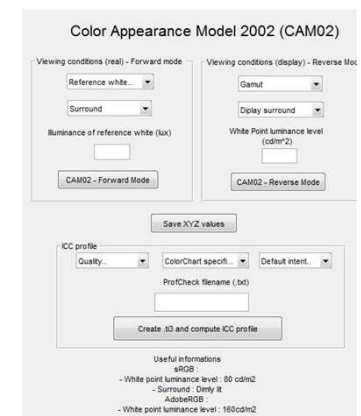 Color Appearance Model 2002 (CAM02)
Viewing conditions (real) - Forward mode
Reference white...
Surround
Illuminance of reference white (lux)
CAM02 - Forward Mode
Viewing conditions (display) - Reverse Mod
Gamut
Diplay surround
White Point luminance level
(cd/m^2)
CAM02 - Reverse Mode
Save XYZ values
ICC profile
Quality..
ColorChart specifi...
Default intent..
ProfCheck filename (.txt)
Create .ti3 and compute ICC profile
Useful informations
sRGB :
- White point luminance level : 80 cd/m2
- Surround : Dimly lit
AdobeRGB :
- White point luminance level : 160cd/m2